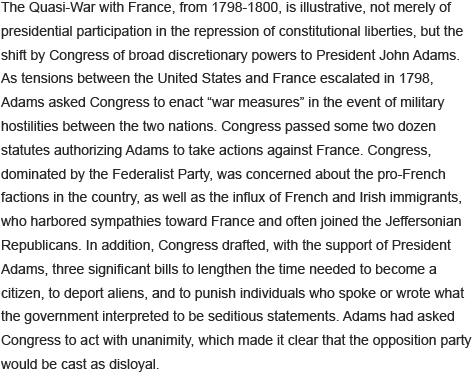 The Quasi-War with France, from 1798-1800, is illustrative, not merely of
presidential participation in the repression of constitutional liberties, but the
shift by Congress of broad discretionary powers to President John Adams.
As tensions between the United States and France escalated in 1798,
Adams asked Congress to enact “war measures” in the event of military
hostilities between the two nations. Congress passed some two dozen
statutes authorizing Adams to take actions against France. Congress,
dominated by the Federalist Party, was concerned about the pro-French
factions in the country, as well as the influx of French and Irish immigrants,
who harbored sympathies toward France and often joined the Jeffersonian
Republicans. In addition, Congress drafted, with the support of President
Adams, three significant bills to lengthen the time needed to become a
citizen, to deport aliens, and to punish individuals who spoke or wrote what
the government interpreted to be seditious statements. Adams had asked
Congress to act with unanimity, which made it clear that the opposition party
would be cast as disloyal.